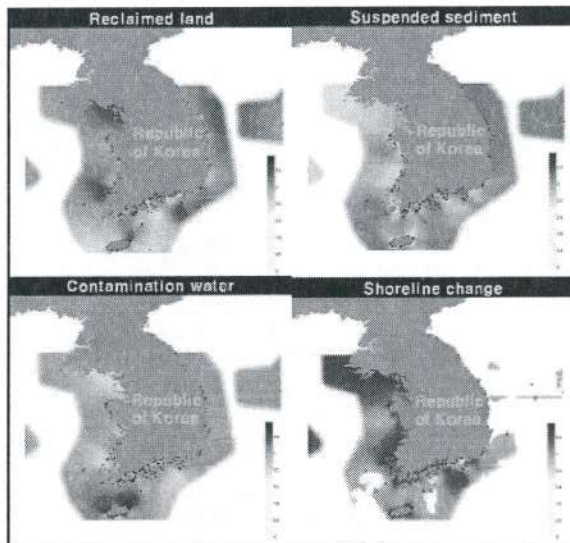 Reclaimed land
Suspended sediment
Republic
of Korea
Republic
of Korea
Contamination water
Shoreline change
Republic
of Korea
Republic
of Korea